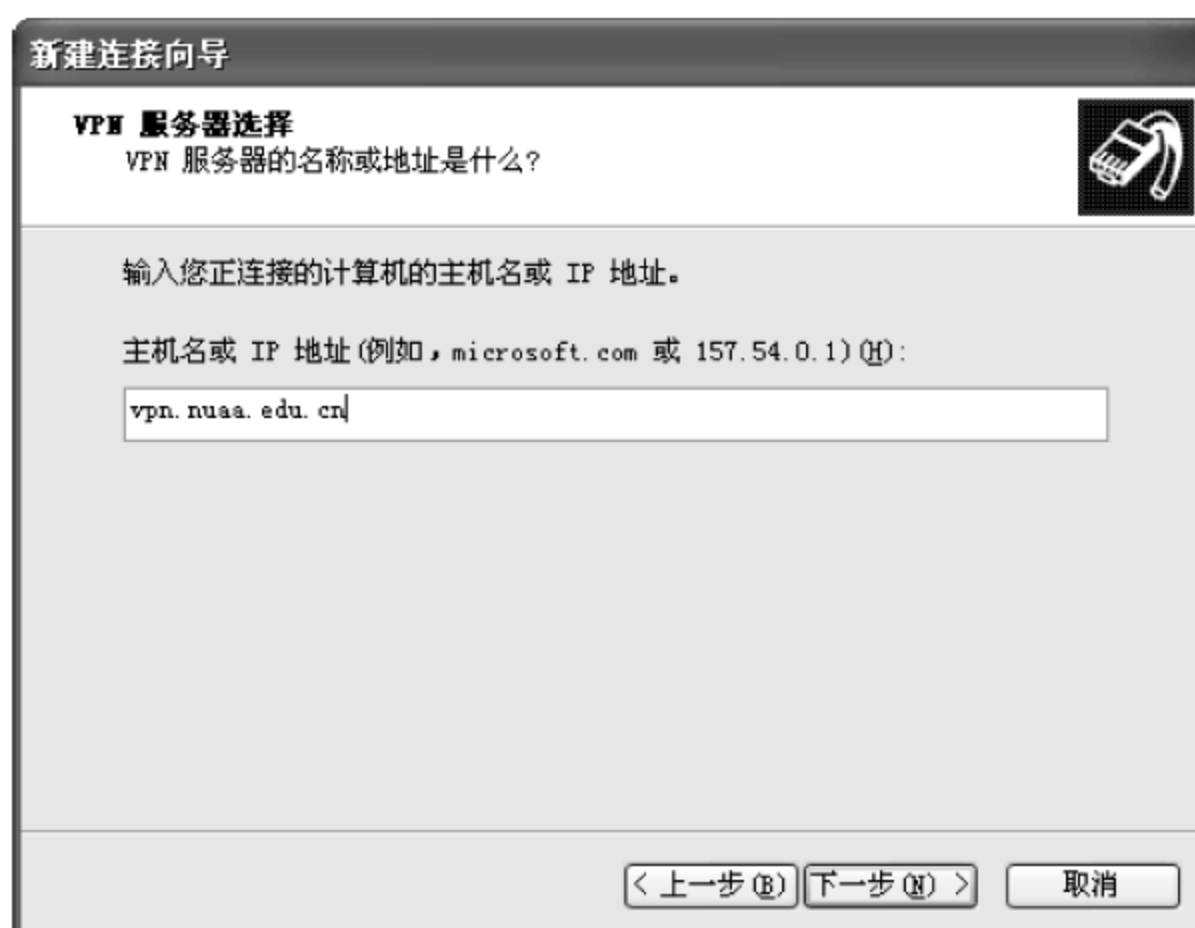 新建连接向导
VPN 服务器选择
VPN 服务器的名称或地址是什么?
输入您正连接的计算机的主机名或 IP 地址。
主机名或 IP 地址(例如，microsoft.com 或 157.54.0.1)(H):
vpn.nuaa.edu.cn
< 上一步(B) 下一步(N) > 取消